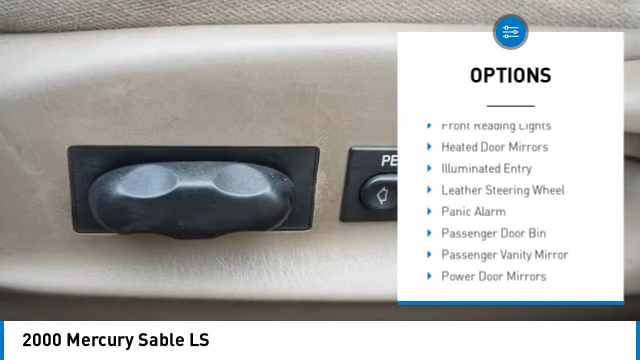 OPTIONS
Front Reading Lights
Heated Door Mirrors
Illuminated Entry
Leather Steering Wheel
Panic Alarm
Passenger Door Bin
Passenger Vanity Mirror
Power Door Mirrors
PE
2000 Mercury Sable LS